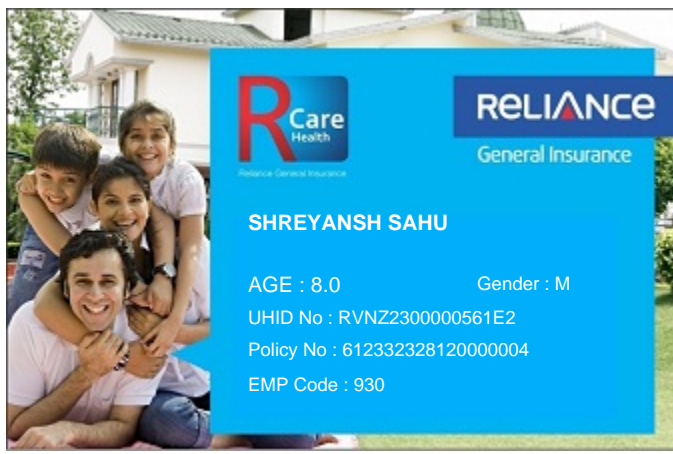 R Care
Health
Reliance General Insurance
RELIANCE
General Insurance
SHREYANSH SAHU
AGE : 8.0 Gender : M
UHID No : RVNZ2300000561E2
Policy No : 612332328120000004
EMP Code : 930